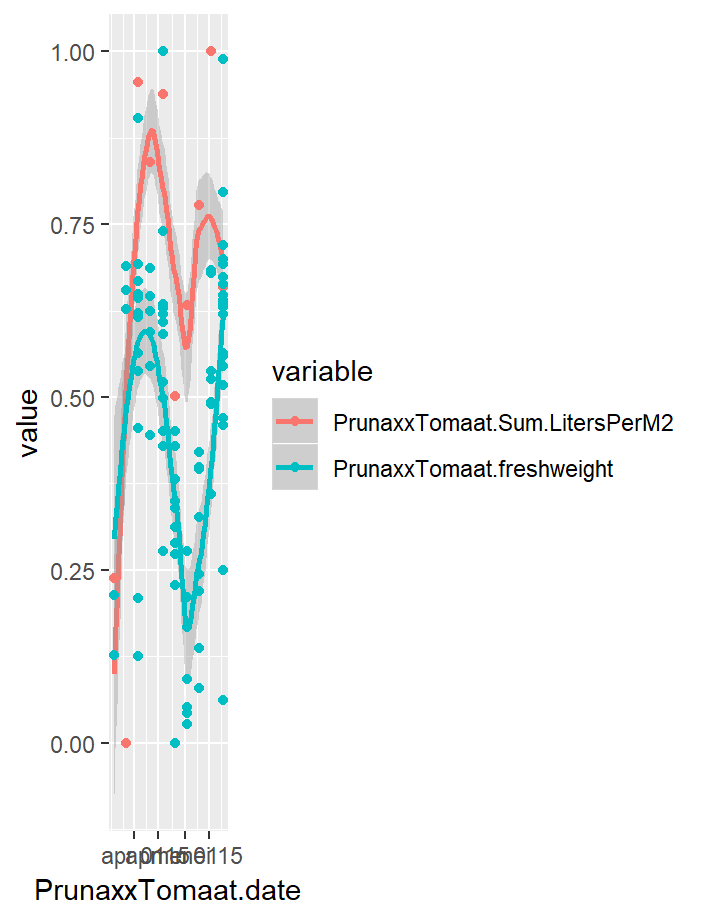 1.00
0.75
0.50
0.25
0.00
value
PrunaxxTomaat.date
variable
PrunaxxTomaat.Sum.LitersPerM2
PrunaxxTomaat.freshweight